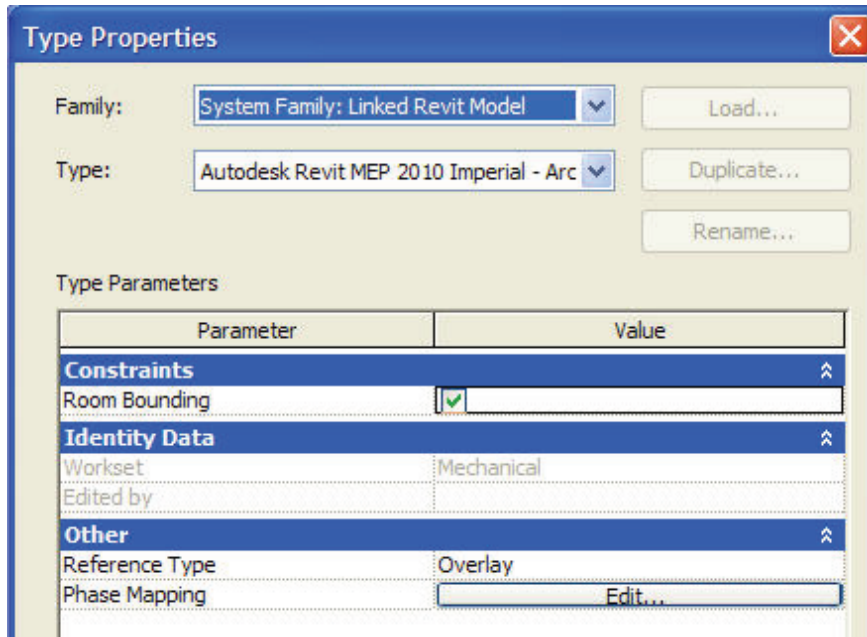 Type Properties
Family: System Family: Linked Revit Model Load...
Type: Autodesk Revit MEP 2010 Imperial - Arc Duplicate...
Rename...
Type Parameters
Parameter Value
Constraints
Room Bounding
Identity Data
Workset Mechanical
Edited by
Other
Reference Type Overlay
Phase Mapping Edit...